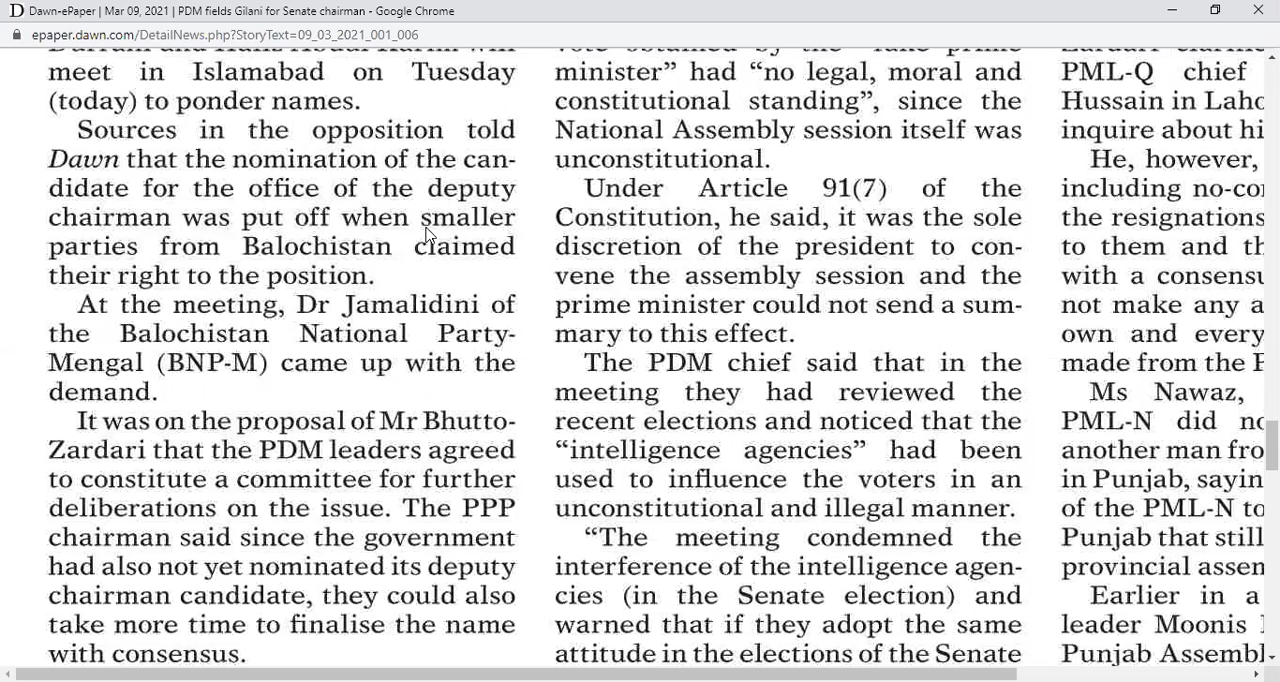 Dawn-ePaper | Mar 09, 2021 | PDM fields Gilani for Senate chairman - Google Chrome
epaper.dawn.com/DetailNews.php?StoryText=09_03_2021_001_006
meet in Islamabad on Tuesday
(today) to ponder names.
Sources in the opposition told
Dawn that the nomination of the can-
didate for the office of the deputy
chairman was put off when smaller
parties from Balochistan claimed
their right to the position.
At the meeting, Dr Jamalidini of
the Balochistan National Party-
Mengal (BNP-M) came up with the
demand.
It was on the proposal of Mr Bhutto-
Zardari that the PDM leaders agreed
to constitute a committee for further
deliberations on the issue. The PPP
chairman said since the government
had also not yet nominated its deputy
chairman candidate, they could also
take more time to finalise the name
with consensus.
vote obtained by the "fake prime
minister" had "no legal, moral and
constitutional standing", since the
National Assembly session itself was
unconstitutional.
Under Article 91(7) of the
Constitution, he said, it was the sole
discretion of the president to con-
vene the assembly session and the
prime minister could not send a sum-
mary to this effect.
The PDM chief said that in the
meeting they had reviewed the
recent elections and noticed that the
"intelligence agencies" had been
used to influence the voters in an
unconstitutional and illegal manner.
"The meeting condemned the
interference of the intelligence agen-
cies (in the Senate election) and
warned that if they adopt the same
attitude in the elections of the Senate
PML-Q chief
Hussain in
inquire about
He, however,
including
the resignations
to them and
with a
not make any
own and every
made from the
Ms Nawaz,
PML-N did
another man
in Punjab,
of the PML-N to
Punjab that still
provincial
Earlier in a
leader Moonis
Punjab